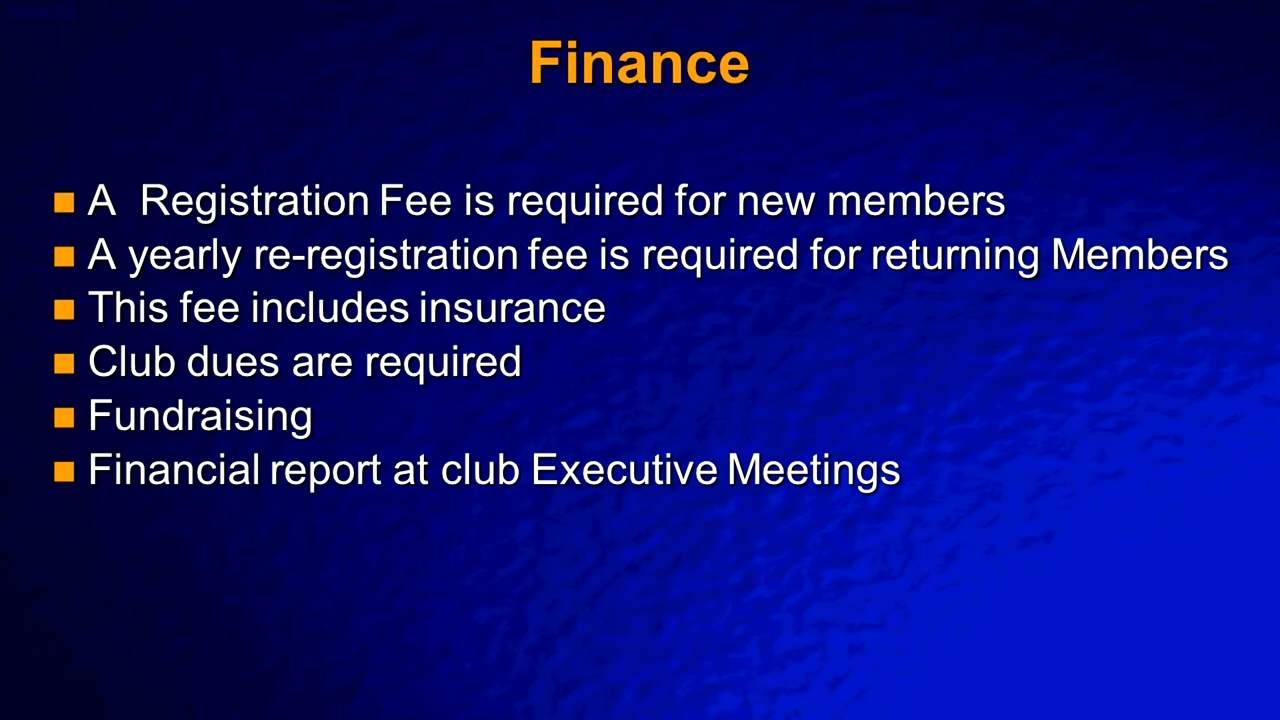 Finance
A  Registration Fee is required for new members
A yearly re-registration fee is required for returning Members
This fee includes insurance
Club dues are required
Fundraising
Financial report at club Executive Meetings